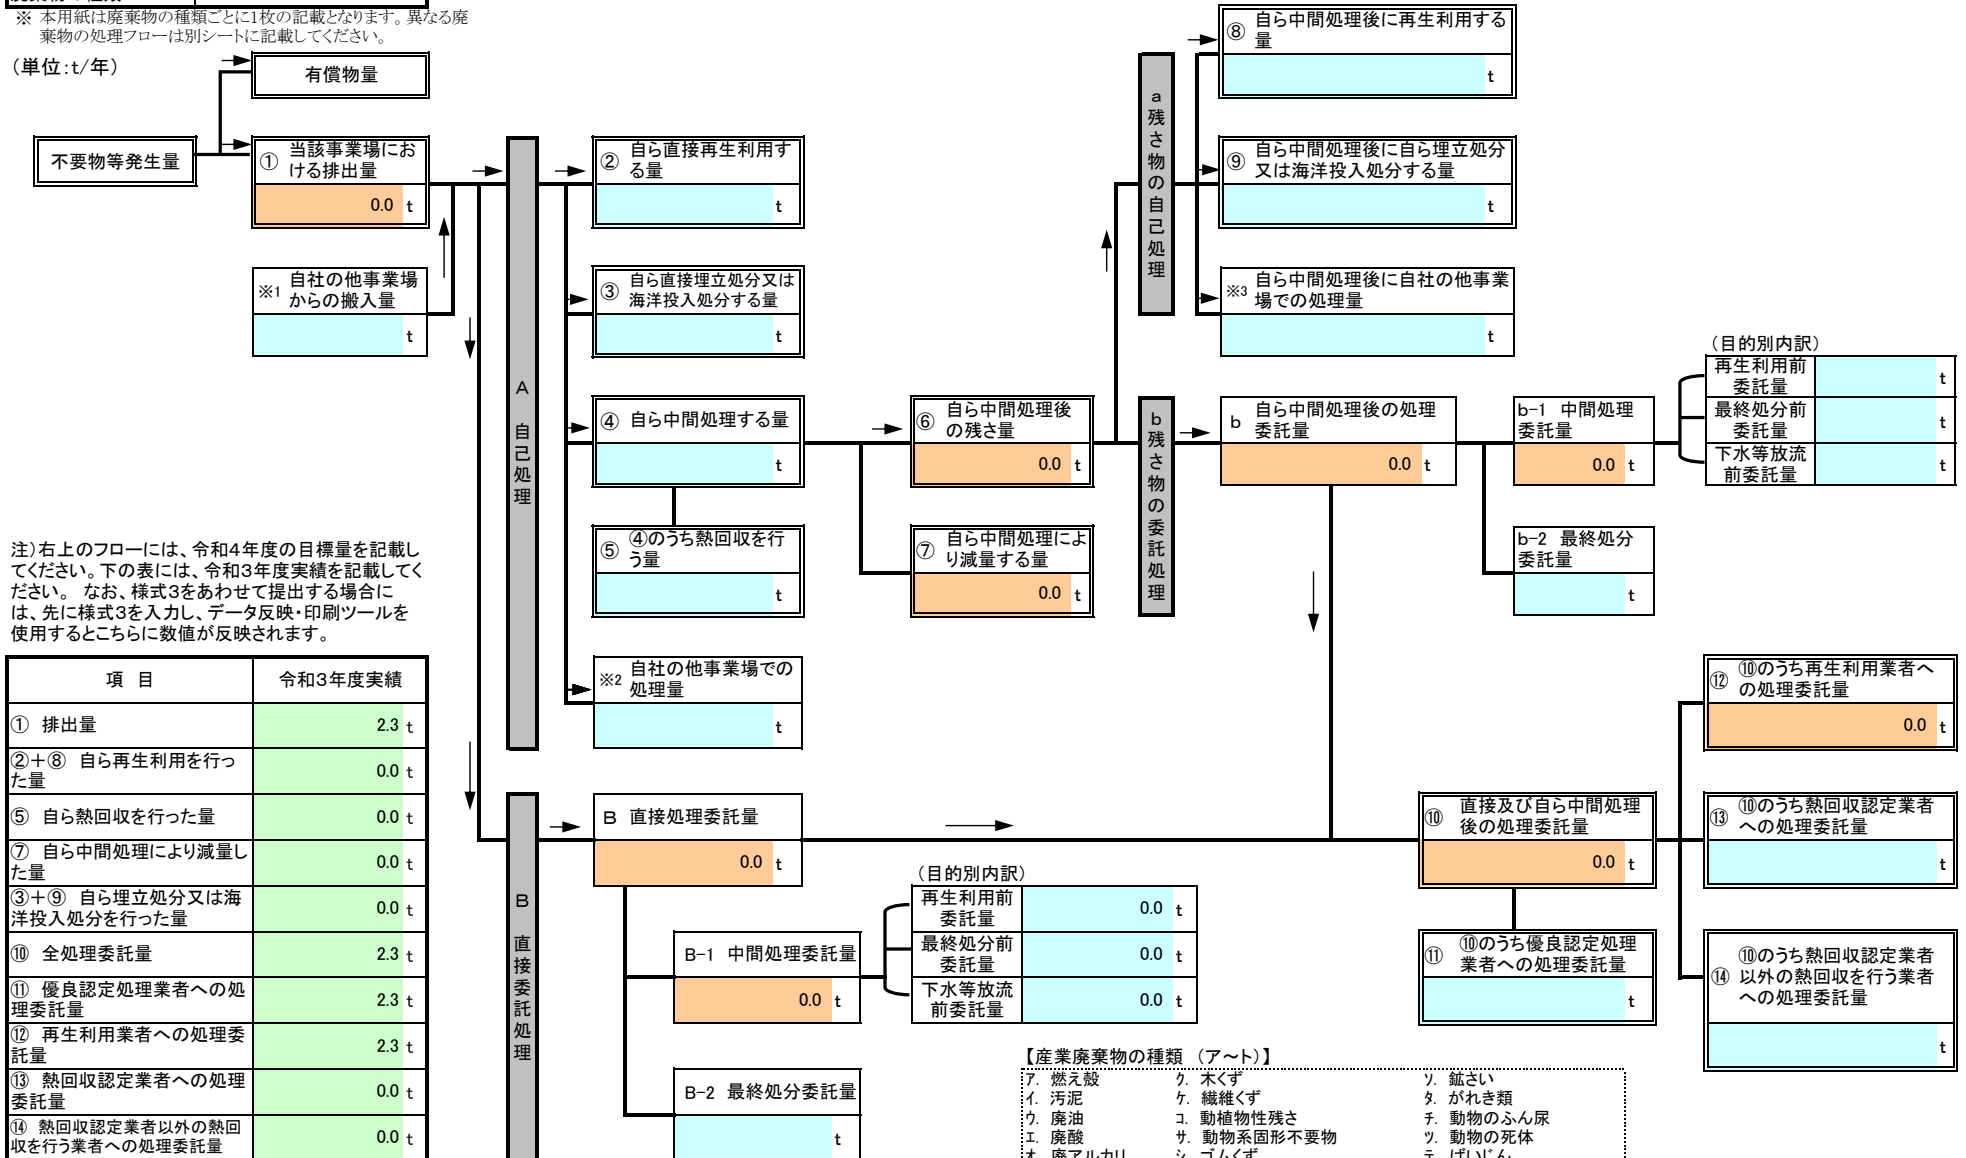 ※ 本用紙は廃棄物の種類ごとに1枚の記載となります。異なる廃
棄物の処理フローは別シートに記載してください。
(単位:t/年)
有償物量
不要物等発生量
① 当該事業場にお
ける排出量
0.0 t
※1 自社の他事業場
からの搬入量
t
A 自己処理
② 自ら直接再生利用す
る量
t
③ 自ら直接埋立処分又は
海洋投入処分する量
t
④ 自ら中間処理する量
t
⑤ ④のうち熱回収を行
う量
t
※2 自社の他事業場での
処理量
t
⑥ 自ら中間処理後
の残さ量
0.0 t
⑦ 自ら中間処理によ
り減量する量
0.0 t
a 残さ物の自己処理
⑧ 自ら中間処理後に再生利用する
量
t
⑨ 自ら中間処理後に自ら埋立処分
又は海洋投入処分する量
t
※3 自ら中間処理後に自社の他事業
場での処理量
t
b 残さ物の委託処理
b 自ら中間処理後の処理
委託量
0.0 t
b-1 中間処理
委託量
0.0 t
(目的別内訳)
再生利用前
委託量
t
最終処分前
委託量
t
下水等放流
前委託量
t
b-2 最終処分
委託量
t
注)右上のフローには、令和4年度の目標量を記載し
てください。下の表には、令和3年度実績を記載してく
ださい。 なお、様式3をあわせて提出する場合に
は、先に様式3を入力し、データ反映・印刷ツールを
使用するとこちらに数値が反映されます。
項 目 令和3年度実績
① 排出量 2.3 t
②+⑧ 自ら再生利用を行っ
た量 0.0 t
⑤ 自ら熱回収を行った量 0.0 t
⑦ 自ら中間処理により減量し
た量 0.0 t
③+⑨ 自ら埋立処分又は海
洋投入処分を行った量 0.0 t
⑩ 全処理委託量 2.3 t
⑪ 優良認定処理業者への処
理委託量 2.3 t
⑫ 再生利用業者への処理委
託量 2.3 t
⑬ 熱回収認定業者への処理
委託量 0.0 t
⑭ 熱回収認定業者以外の熱回
収を行う業者への処理委託量 0.0 t
B 直接委託処理
B 直接処理委託量
0.0 t
B-1 中間処理委託量
0.0 t
(目的別内訳)
再生利用前
委託量
0.0 t
最終処分前
委託量
0.0 t
下水等放流
前委託量
0.0 t
B-2 最終処分委託量
t
⑩ 直接及び自ら中間処理
後の処理委託量
0.0 t
⑪ ⑩のうち優良認定処理
業者への処理委託量
t
⑫ ⑩のうち再生利用業者へ
の処理委託量
0.0 t
⑬ ⑩のうち熱回収認定業者
への処理委託量
t
⑭ ⑩のうち熱回収認定業者
以外の熱回収を行う業者
への処理委託量
t
【産業廃棄物の種類 (ア~ト)】
ア. 燃え殻 ク. 木くず ソ. 鉱さい
イ. 汚泥 ケ. 繊維くず タ. がれき類
ウ. 廃油 コ. 動植物性残さ チ. 動物のふん尿
エ. 廃酸 サ. 動物系固形不要物 ツ. 動物の死体
オ. 廃アルカリ シ. ゴムくず テ. ばいじん